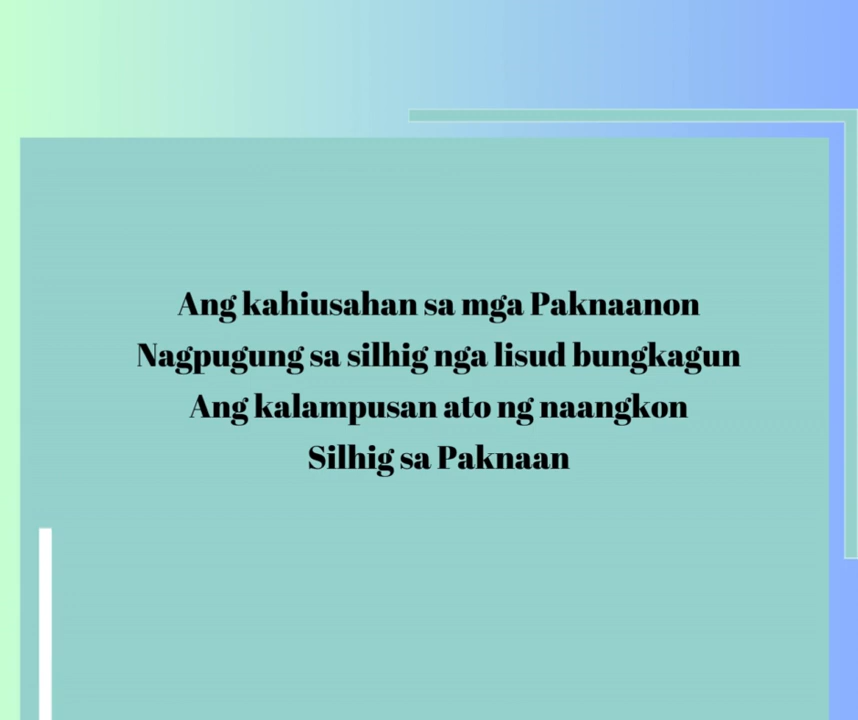 Ang kahiusahan sa mga Paknaanon
Nagpugung sa silhig nga lisud bungkagun
Ang kalampusan ato ng naangkon
Silhig sa Paknaan